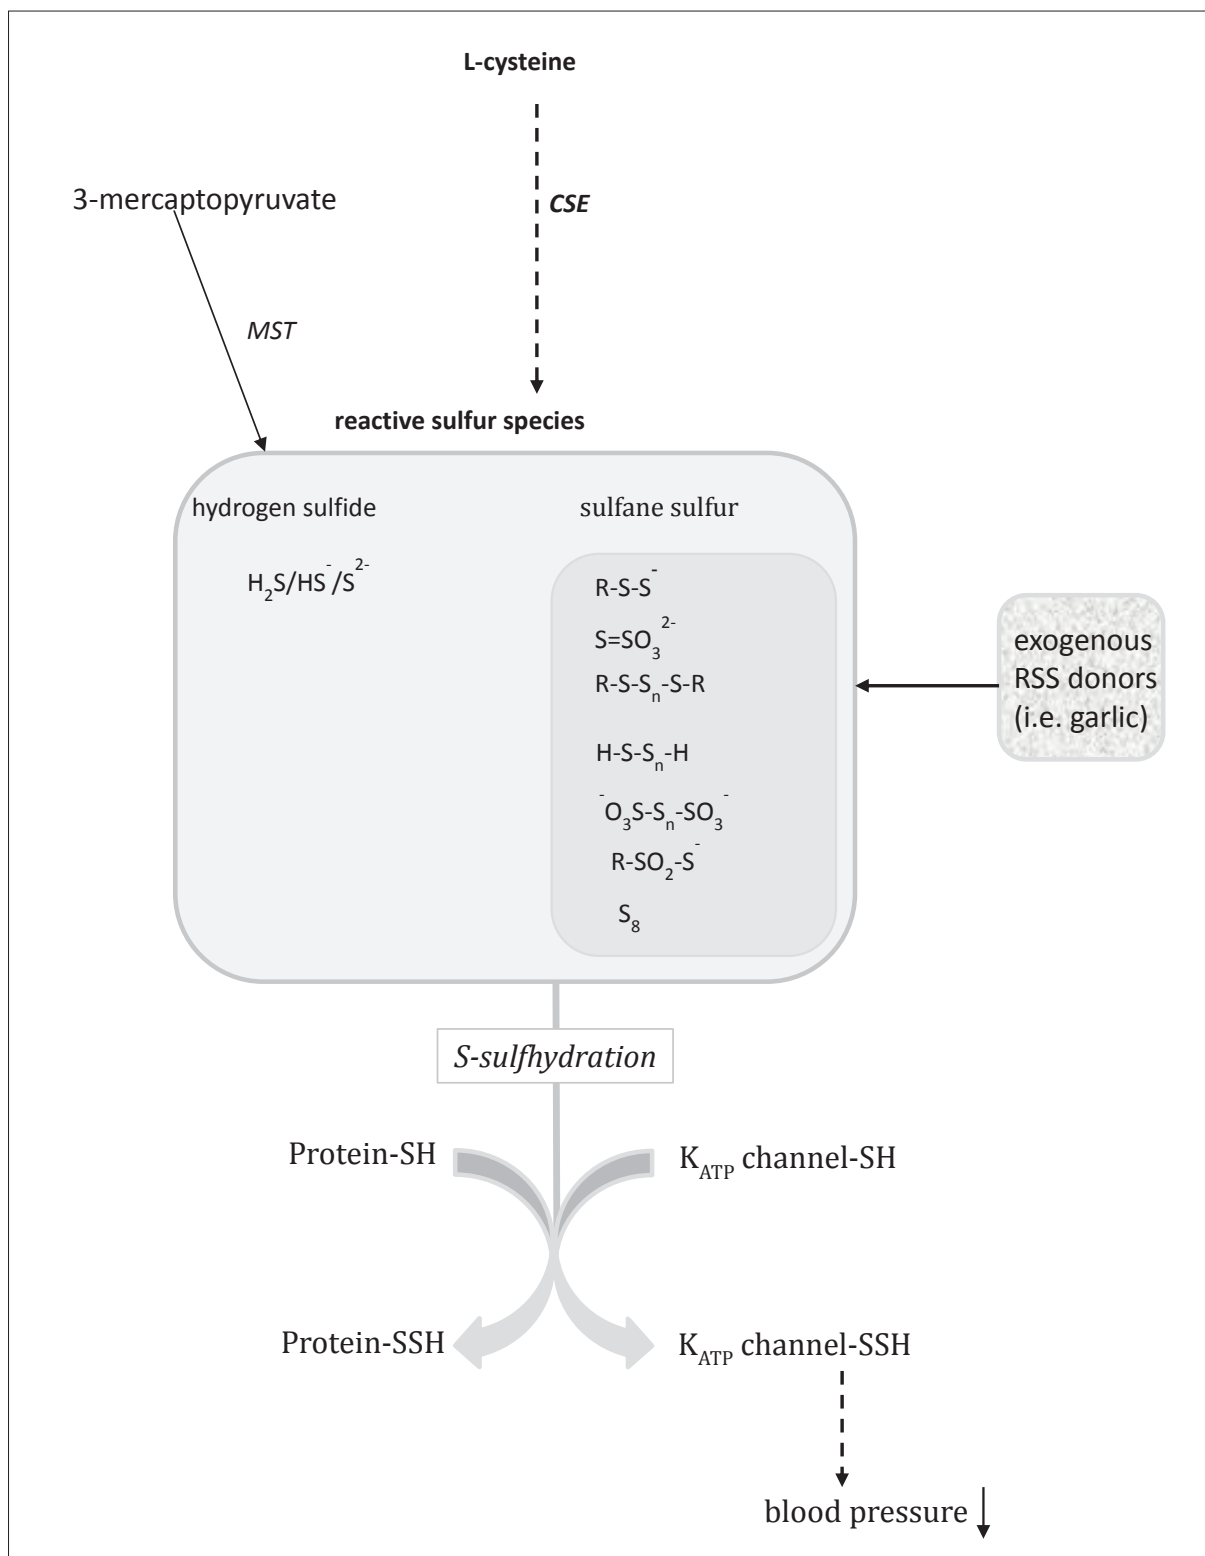 L-cysteine
3-mercaptopyruvate
CSE
MST
reactive sulfur species
hydrogen sulfide
sulfane sulfur
H₂S/HS⁻/S²⁻
R-S-S⁻
S=SO₃²⁻
R-S-Sₙ-S-R
H-S-Sₙ-H
⁻O₃S-Sₙ-SO₃⁻
R-SO₂-S⁻
S₈
exogenous
RSS donors
(i.e. garlic)
S-sulfhydration
Protein-SH
K_ATP channel-SH
Protein-SSH
K_ATP channel-SSH
blood pressure ↓